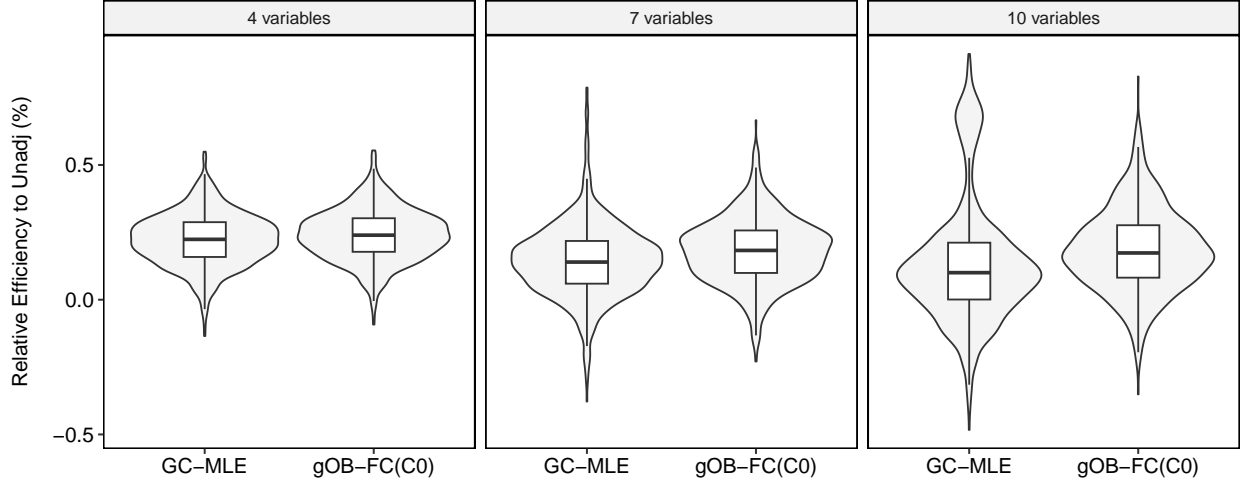 4 variables
7 variables
10 variables
Relative Efficiency to Unadj (%)
0.5
0.0
−0.5
GC−MLE
gOB−FC(C0)
GC−MLE
gOB−FC(C0)
GC−MLE
gOB−FC(C0)